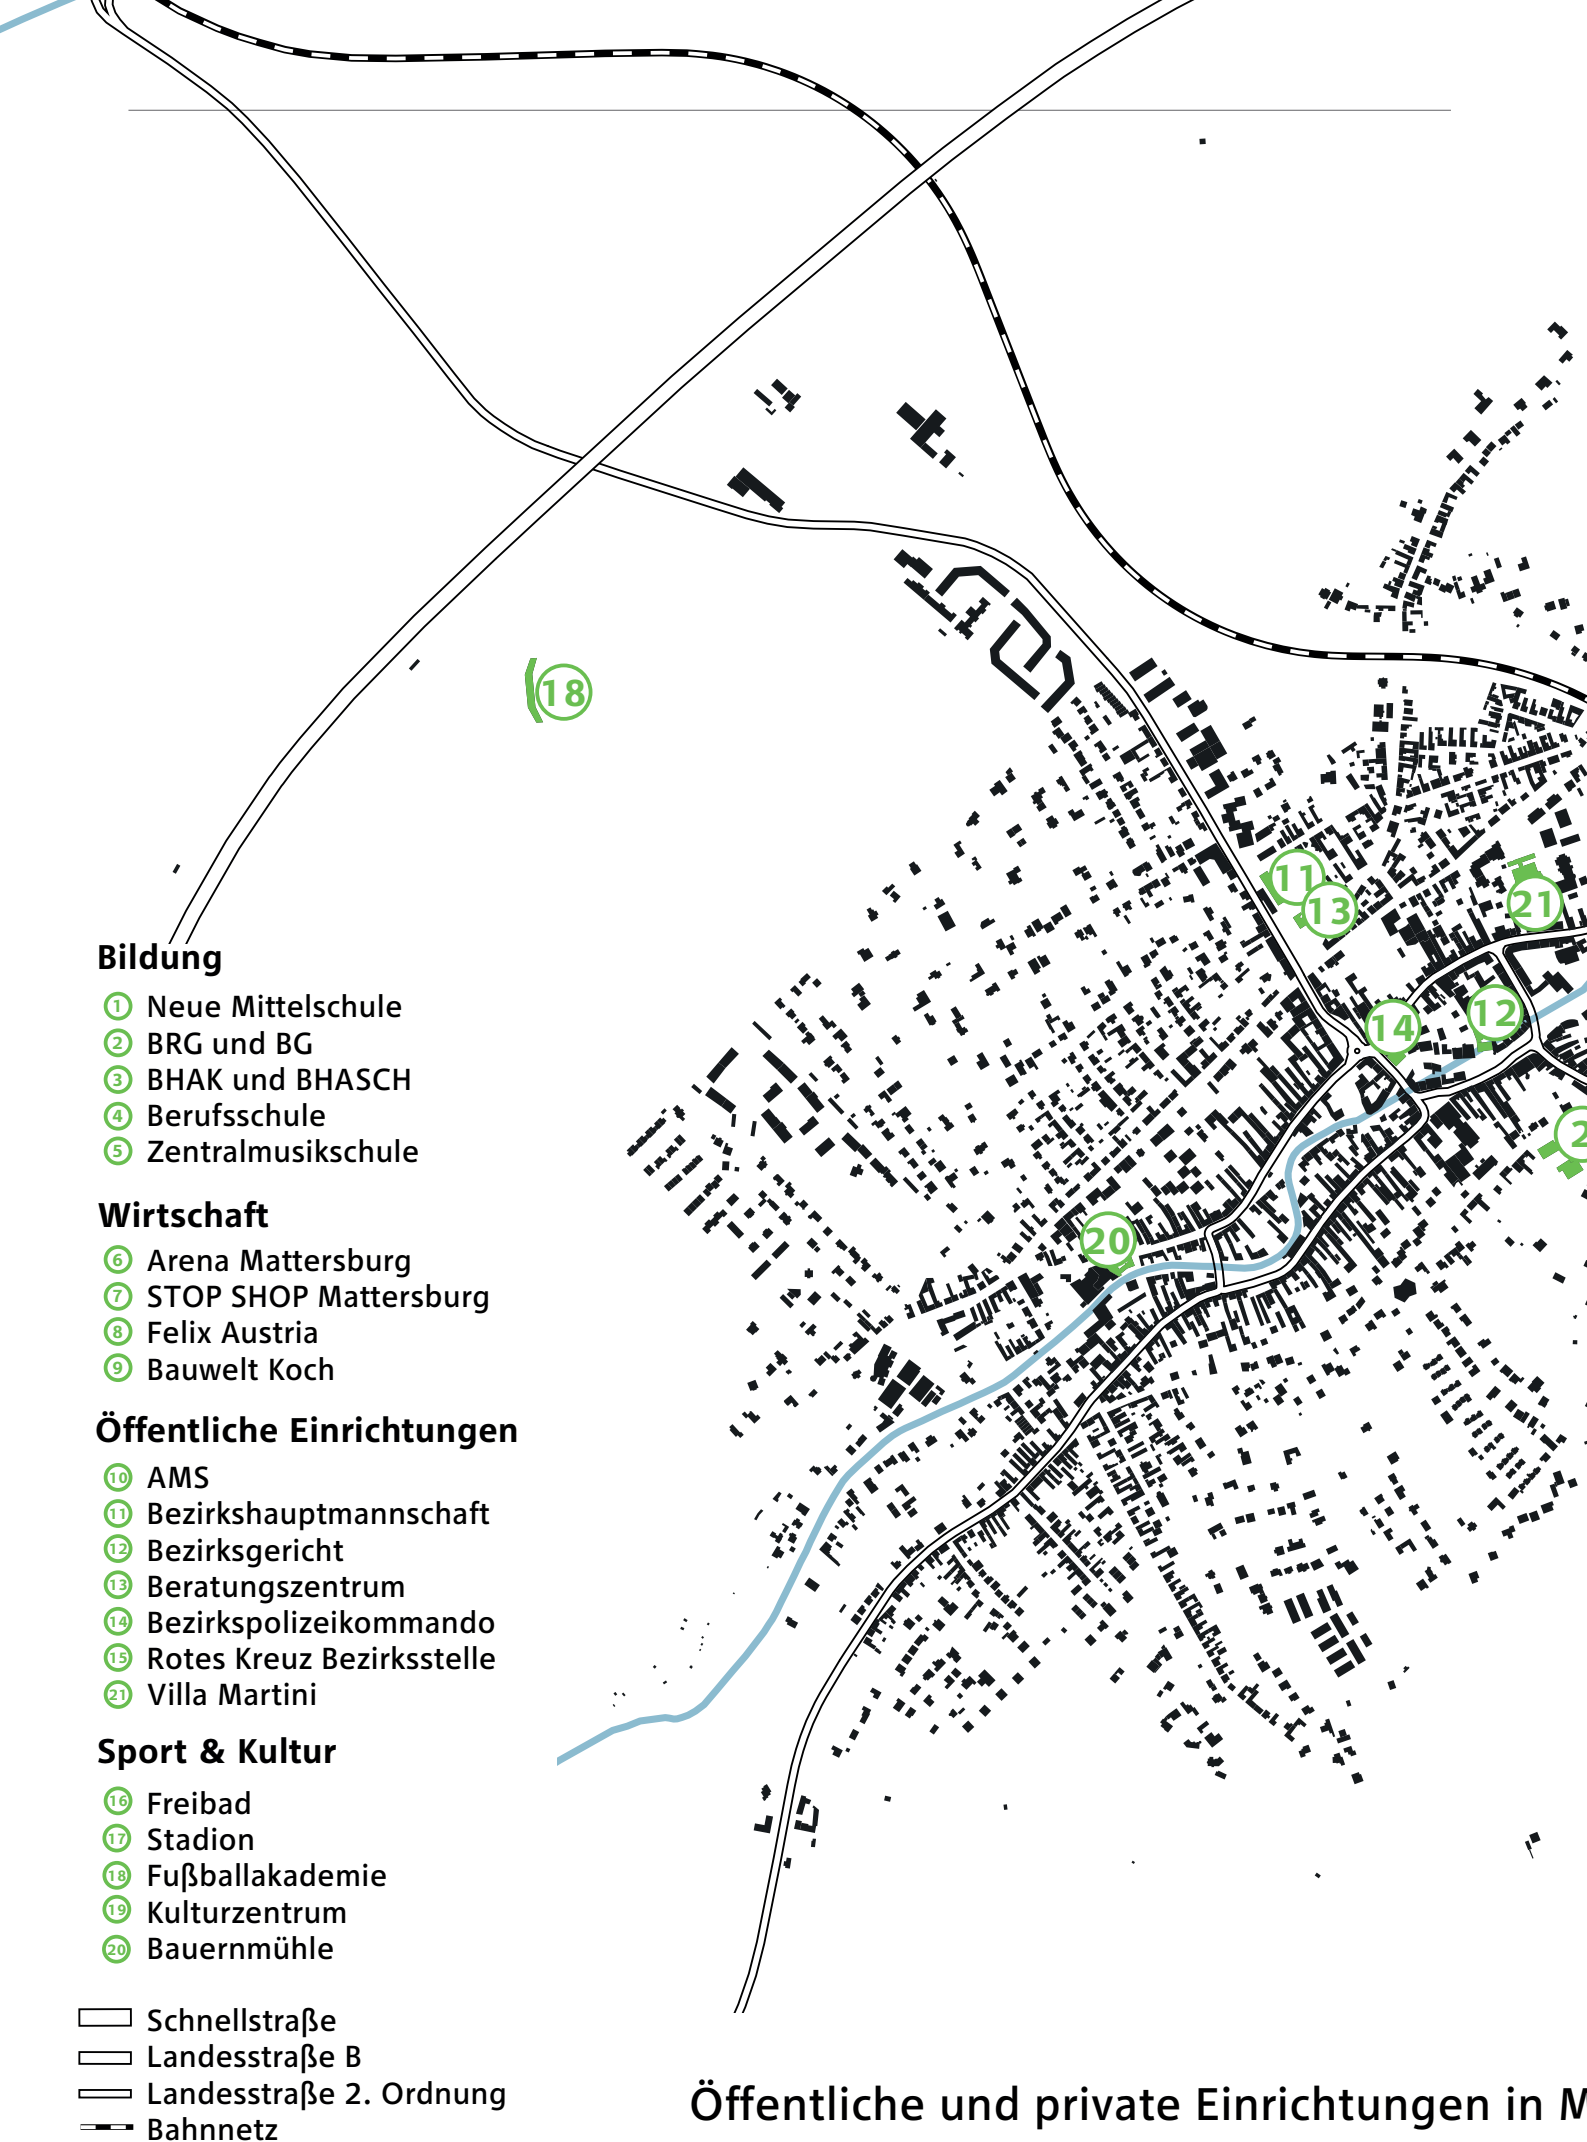 18
11
13
21
14
12
2
20
Bildung
1 Neue Mittelschule
2 BRG und BG
3 BHAK und BHASCH
4 Berufsschule
5 Zentralmusikschule
Wirtschaft
6 Arena Mattersburg
7 STOP SHOP Mattersburg
8 Felix Austria
9 Bauwelt Koch
Öffentliche Einrichtungen
10 AMS
11 Bezirkshauptmannschaft
12 Bezirksgericht
13 Beratungszentrum
14 Bezirkspolizeikommando
15 Rotes Kreuz Bezirksstelle
21 Villa Martini
Sport & Kultur
16 Freibad
17 Stadion
18 Fußballakademie
19 Kulturzentrum
20 Bauernmühle
Schnellstraße
Landesstraße B
Landesstraße 2. Ordnung
Bahnnetz
Öffentliche und private Einrichtungen in M